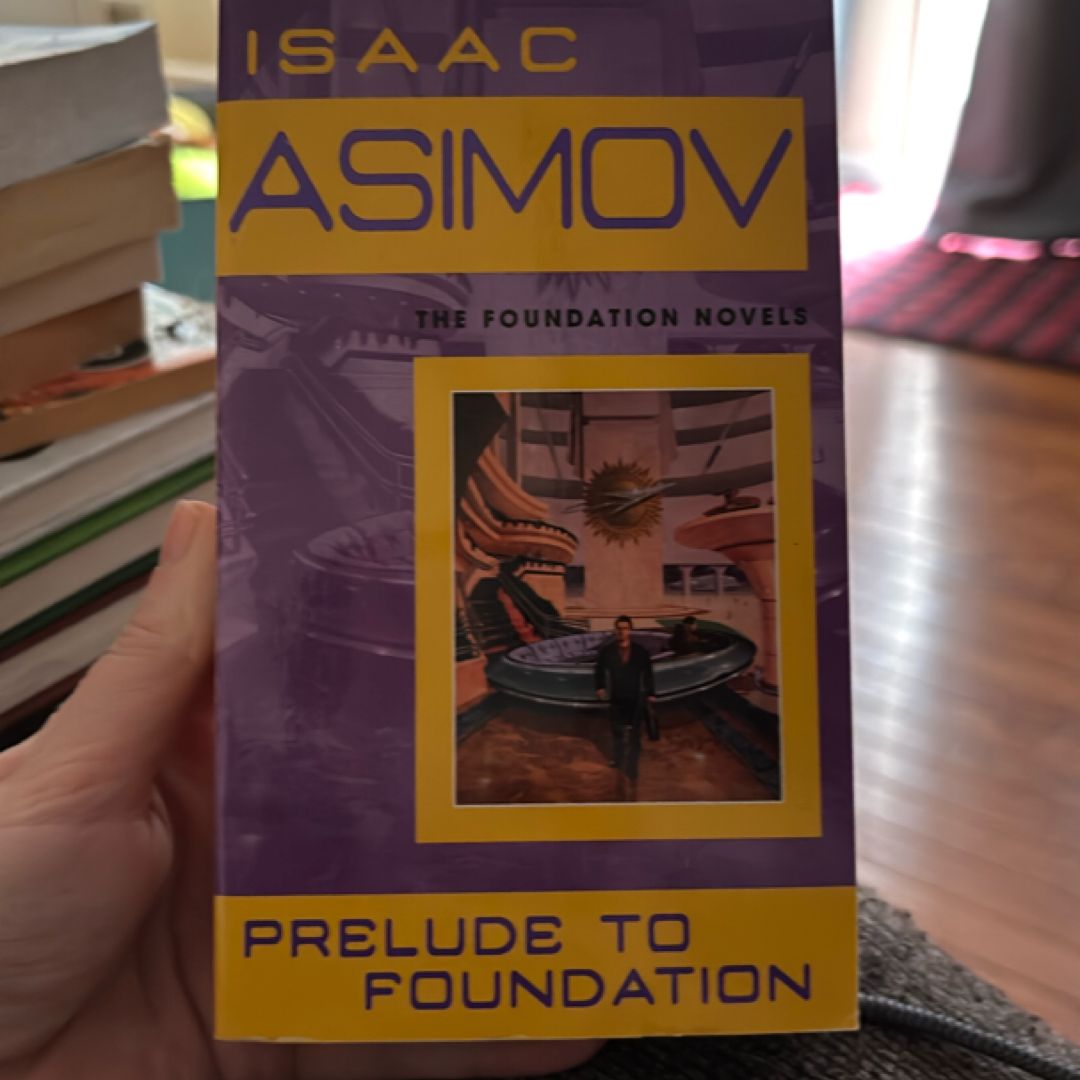 ISAAC
ASIMOV
THE FOUNDATION NOVELS
PRELUDE TO
FOUNDATION